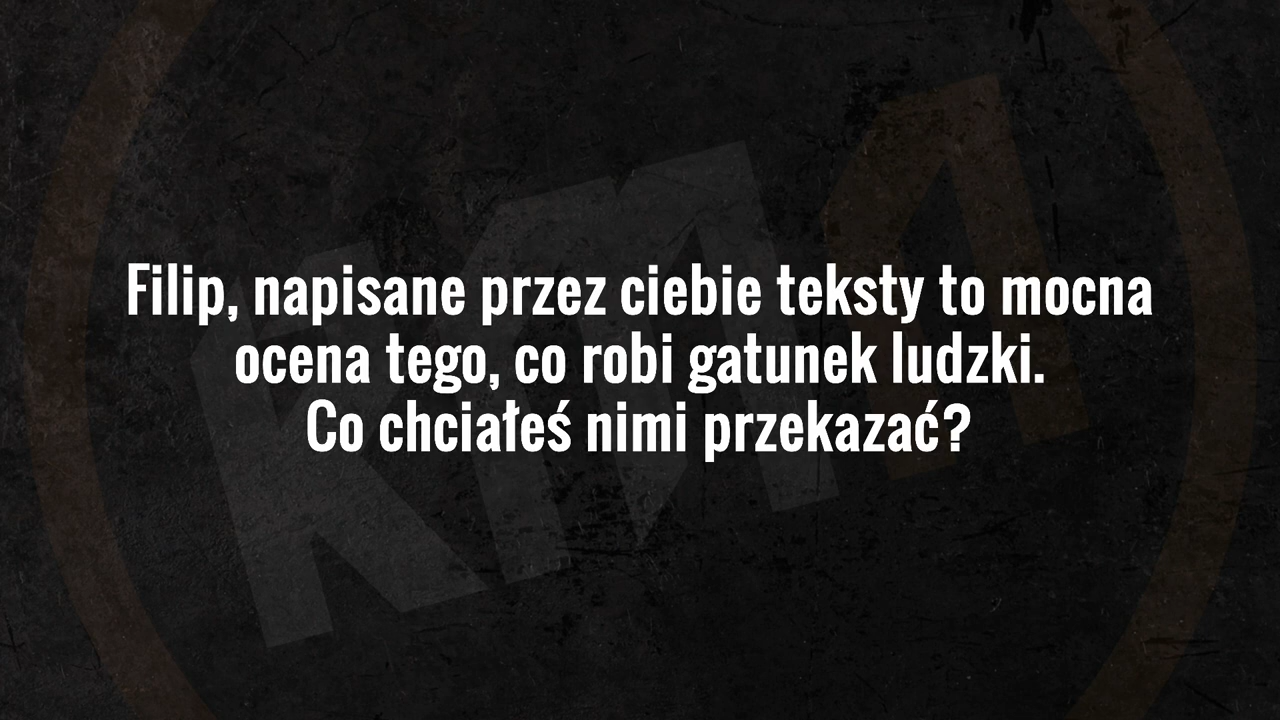 Filip, napisane przez ciebie teksty to mocna
ocena tego, co robi gatunek ludzki.
Co chciałeś nimi przekazać?